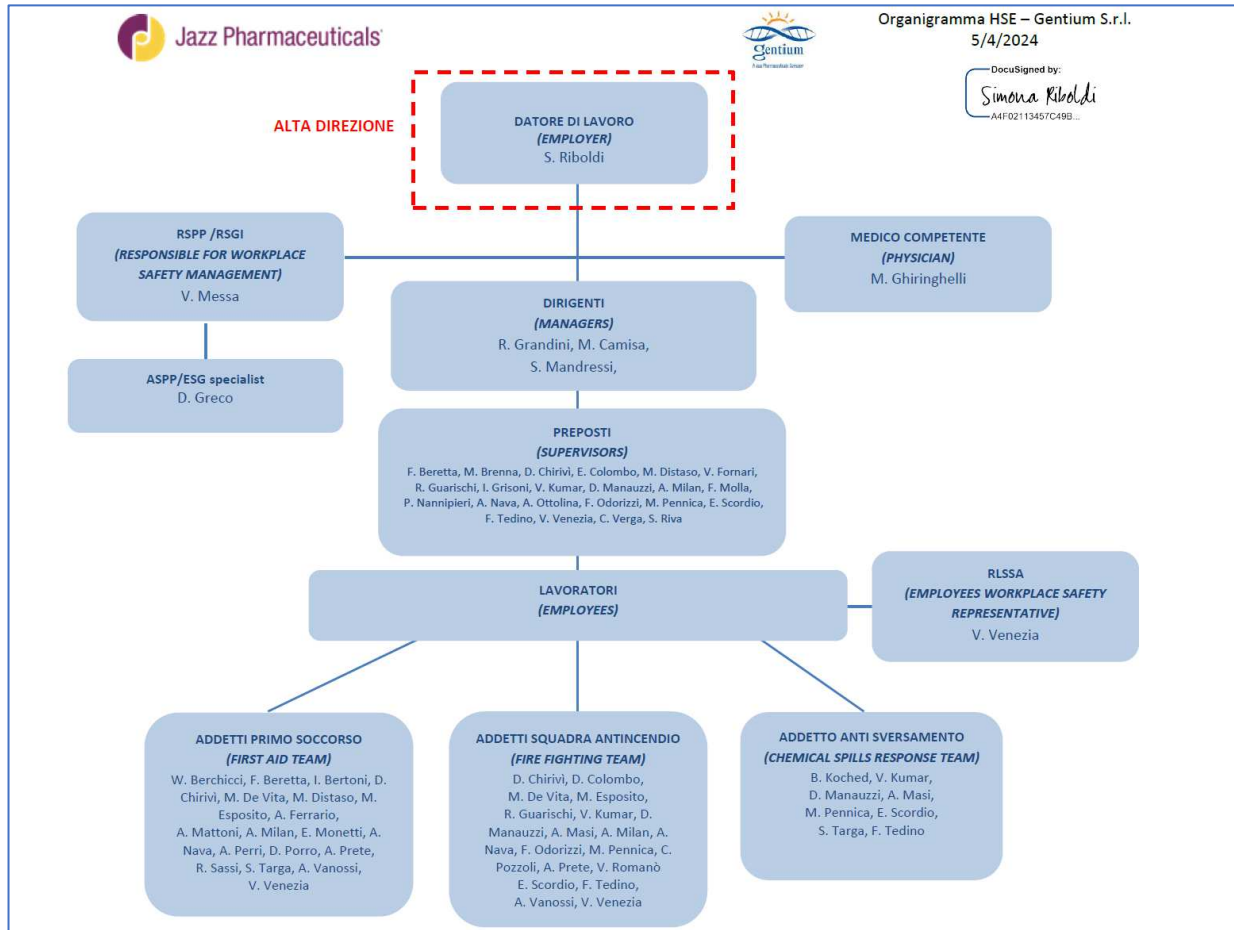 Jazz Pharmaceuticals
gentium
A Jazz Pharmaceuticals Company
Organigramma HSE – Gentium S.r.l.
5/4/2024
DocuSigned by:
Simona Riboldi
A4F02113457C49B...
ALTA DIREZIONE
DATORE DI LAVORO
(EMPLOYER)
S. Riboldi
RSPP /RSGI
(RESPONSIBLE FOR WORKPLACE
SAFETY MANAGEMENT)
V. Messa
MEDICO COMPETENTE
(PHYSICIAN)
M. Ghiringhelli
DIRIGENTI
(MANAGERS)
R. Grandini, M. Camisa,
S. Mandressi,
ASPP/ESG specialist
D. Greco
PREPOSTI
(SUPERVISORS)
F. Beretta, M. Brenna, D. Chirivì, E. Colombo, M. Distaso, V. Fornari,
R. Guarischi, I. Grisoni, V. Kumar, D. Manauzzi, A. Milan, F. Molla,
P. Nannipieri, A. Nava, A. Ottolina, F. Odorizzi, M. Pennica, E. Scordio,
F. Tedino, V. Venezia, C. Verga, S. Riva
LAVORATORI
(EMPLOYEES)
RLSSA
(EMPLOYEES WORKPLACE SAFETY
REPRESENTATIVE)
V. Venezia
ADDETTI PRIMO SOCCORSO
(FIRST AID TEAM)
W. Berchicci, F. Beretta, I. Bertoni, D.
Chirivì, M. De Vita, M. Distaso, M.
Esposito, A. Ferrario,
A. Mattoni, A. Milan, E. Monetti, A.
Nava, A. Perri, D. Porro, A. Prete,
R. Sassi, S. Targa, A. Vanossi,
V. Venezia
ADDETTI SQUADRA ANTINCENDIO
(FIRE FIGHTING TEAM)
D. Chirivì, D. Colombo,
M. De Vita, M. Esposito,
R. Guarischi, V. Kumar, D.
Manauzzi, A. Masi, A. Milan, A.
Nava, F. Odorizzi, M. Pennica, C.
Pozzoli, A. Prete, V. Romanò
E. Scordio, F. Tedino,
A. Vanossi, V. Venezia
ADDETTO ANTI SVERSAMENTO
(CHEMICAL SPILLS RESPONSE TEAM)
B. Koched, V. Kumar,
D. Manauzzi, A. Masi,
M. Pennica, E. Scordio,
S. Targa, F. Tedino